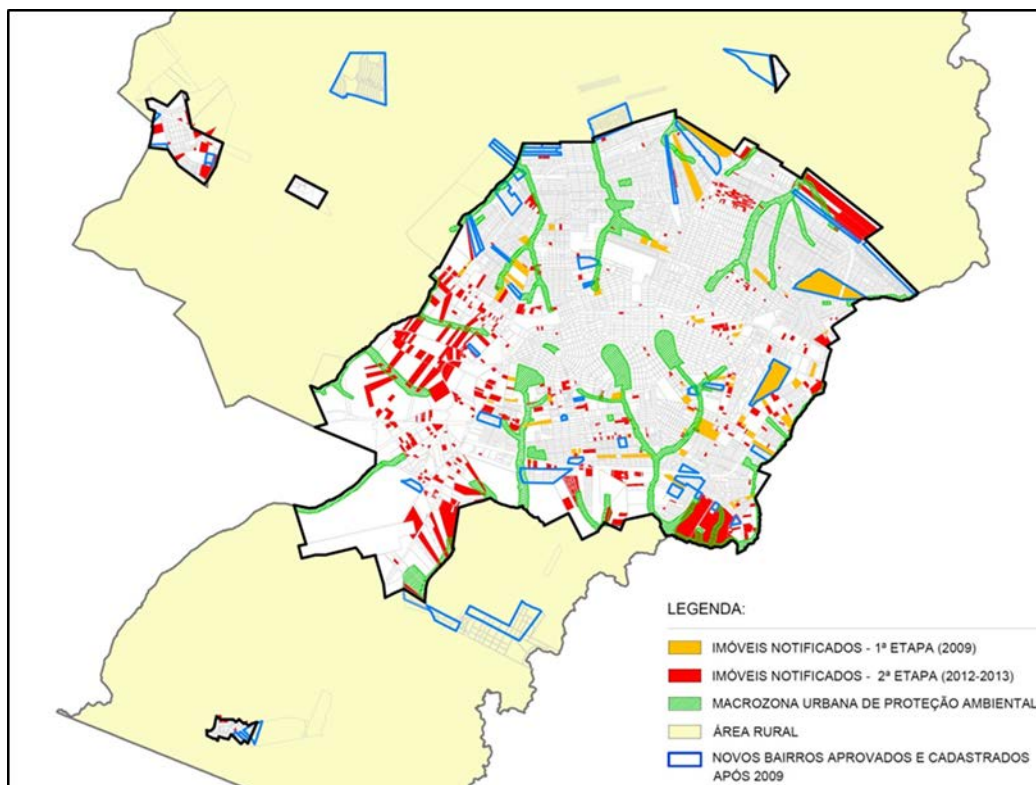 LEGENDA:
IMÓVEIS NOTIFICADOS - 1ª ETAPA (2009)
IMÓVEIS NOTIFICADOS - 2ª ETAPA (2012-2013)
MACROZONA URBANA DE PROTEÇÃO AMBIENTAL
ÁREA RURAL
NOVOS BAIRROS APROVADOS E CADASTRADOS
APÓS 2009